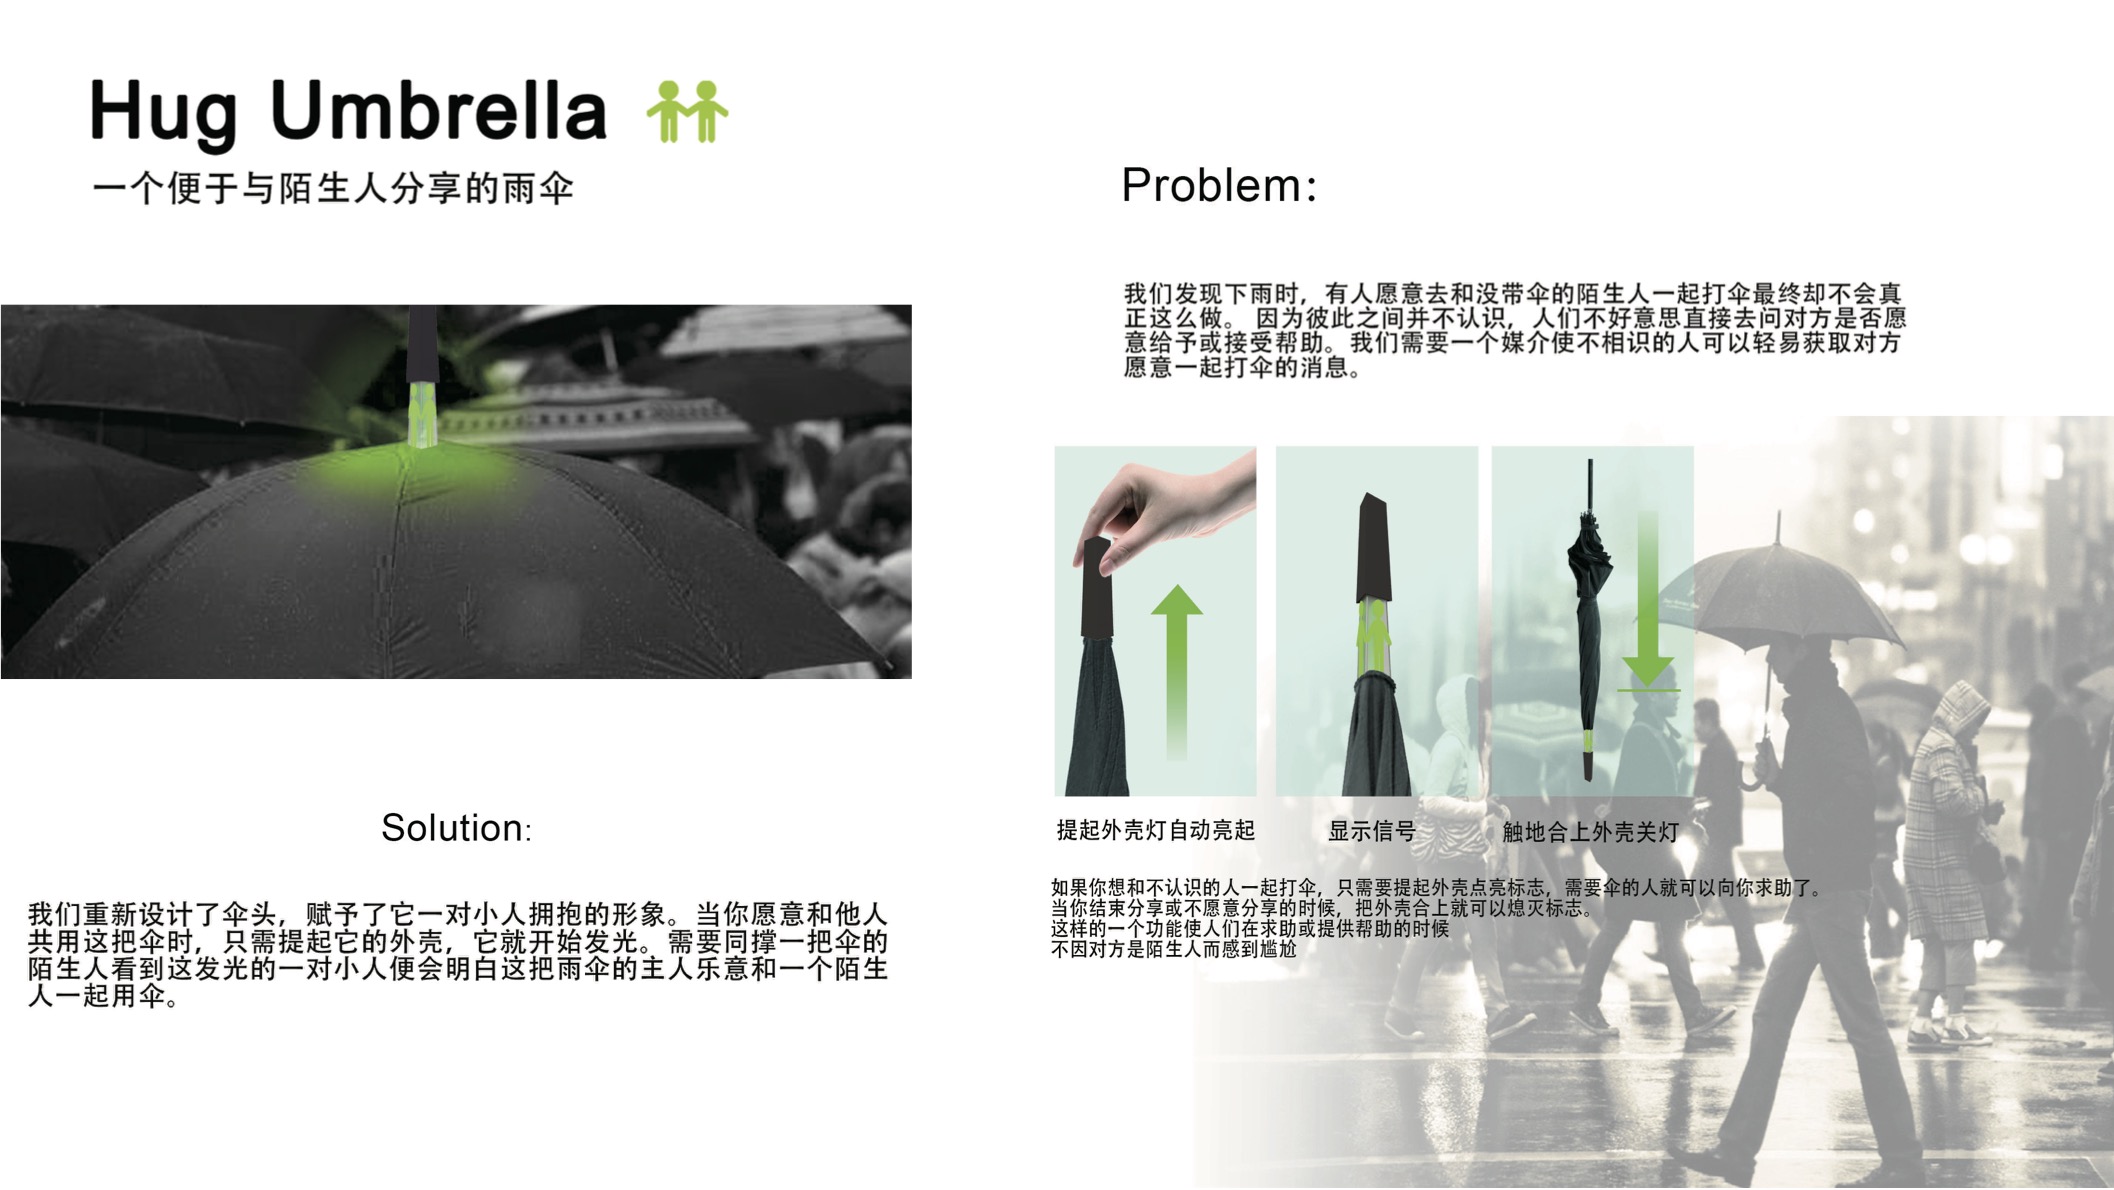 Hug Umbrella
一个便于与陌生人分享的雨伞
Problem:
我们发现下雨时，有人愿意去和没带伞的陌生人一起打伞最终却不会真
正这么做。 因为彼此之间并不认识，人们不好意思直接去问对方是否愿
意给予或接受帮助。我们需要一个媒介使不相识的人可以轻易获取对方
愿意一起打伞的消息。
提起外壳灯自动亮起
显示信号
触地合上外壳关灯
如果你想和不认识的人一起打伞，只需要提起外壳点亮标志，需要伞的人就可以向你求助了。
当你结束分享或不愿意分享的时候，把外壳合上就可以熄灭标志。
这样的一个功能使人们在求助或提供帮助的时候
不因对方是陌生人而感到尴尬
Solution:
我们重新设计了伞头，赋予了它一对小人拥抱的形象。当你愿意和他人
共用这把伞时，只需提起它的外壳，它就开始发光。需要同撑一把伞的
陌生人看到这发光的一对小人便会明白这把雨伞的主人乐意和一个陌生
人一起用伞。